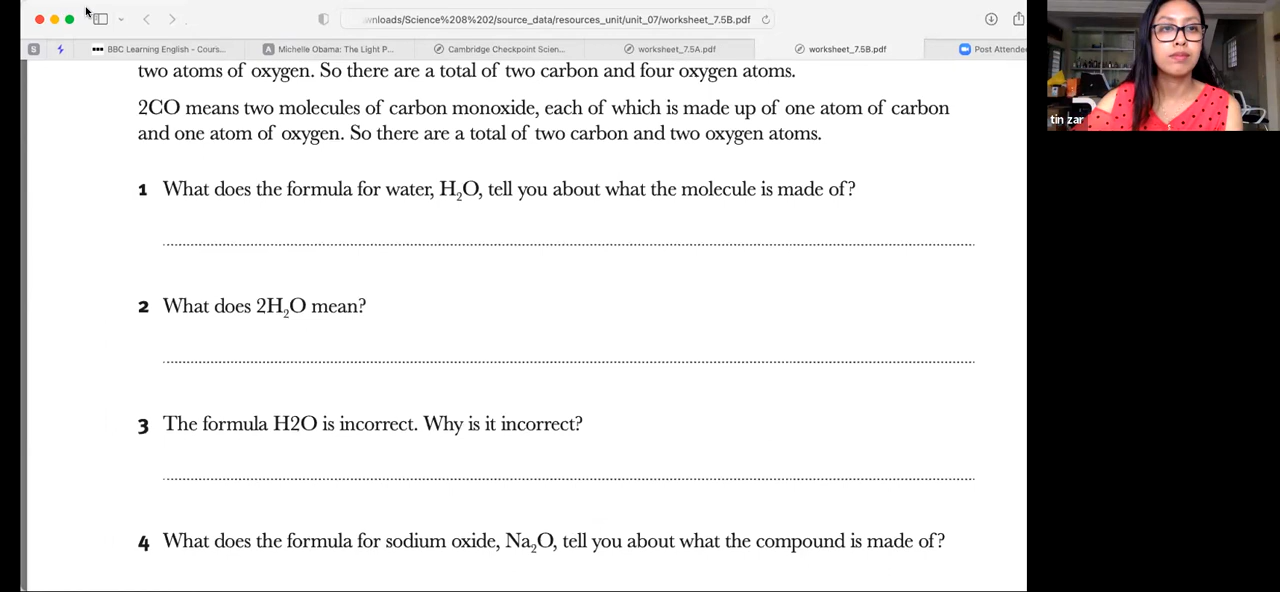 wnloads/Science%208%202/source_data/resources_unit/unit_07/worksheet_7.5B.pdf
S
BBC Learning English - Cours...
A
Michelle Obama: The Light P...
Cambridge Checkpoint Scien...
worksheet_7.5A.pdf
worksheet_7.5B.pdf
Post Attende
two atoms of oxygen. So there are a total of two carbon and four oxygen atoms.
2CO means two molecules of carbon monoxide, each of which is made up of one atom of carbon
and one atom of oxygen. So there are a total of two carbon and two oxygen atoms.
1 What does the formula for water, H₂O, tell you about what the molecule is made of?
2 What does 2H₂O mean?
3 The formula H2O is incorrect. Why is it incorrect?
4 What does the formula for sodium oxide, Na₂O, tell you about what the compound is made of?
tin zar